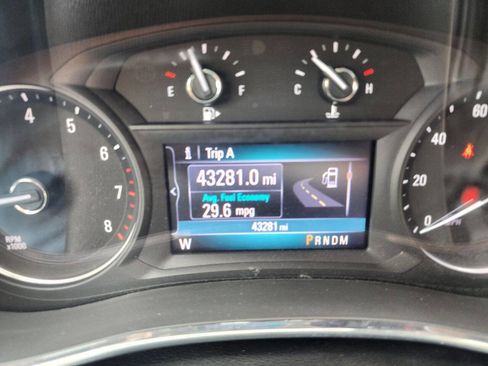 E F C H
4 5 6 7 8
RPM
x1000
i Trip A
43281.0 mi
Avg. Fuel Economy
29.6 mpg
43281 mi
W PRNDM
60
40
20
0